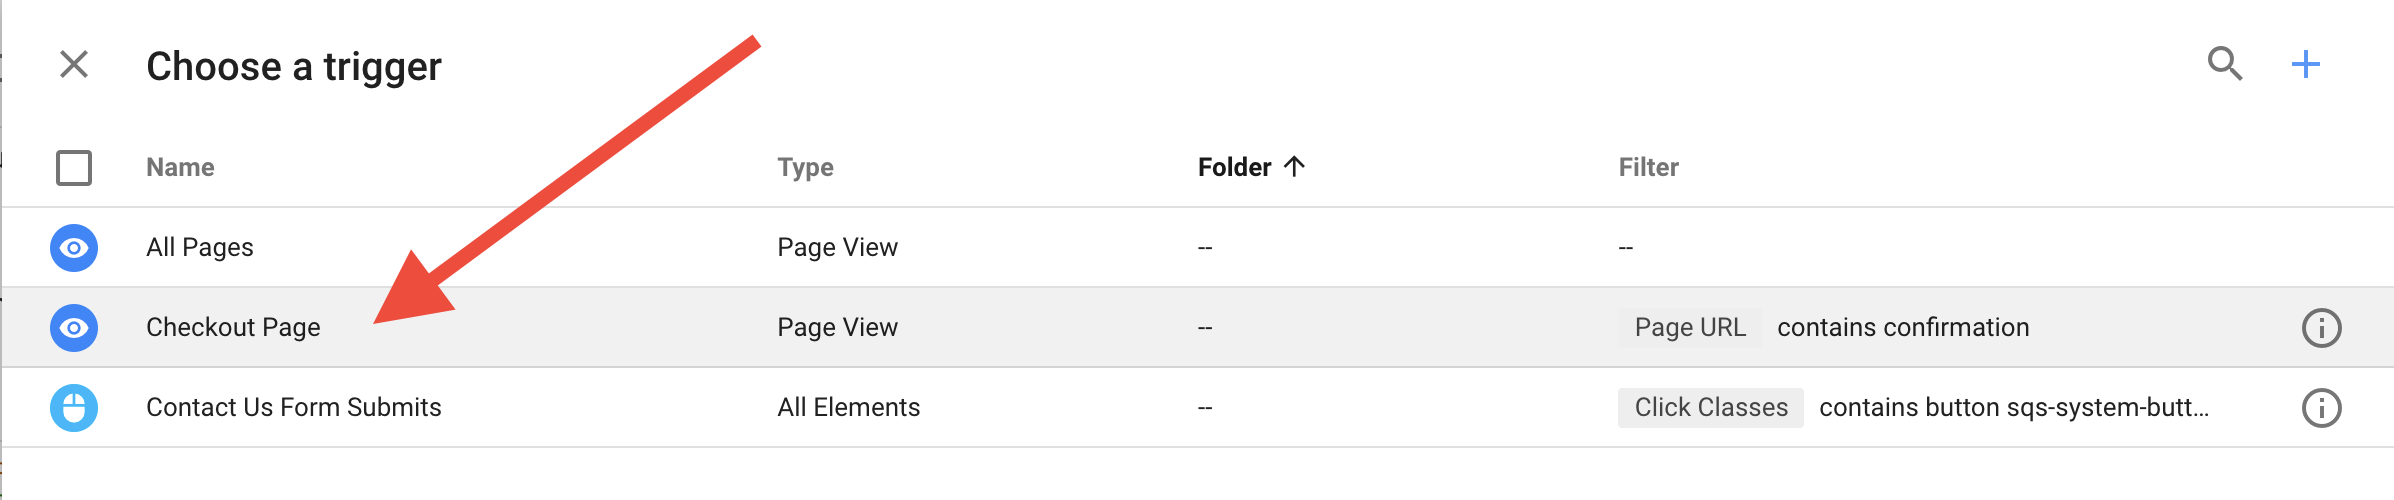 Choose a trigger
Name Type Folder Filter
All Pages Page View -- --
Checkout Page Page View -- Page URL contains confirmation
Contact Us Form Submits All Elements -- Click Classes contains button sqs-system-butt...